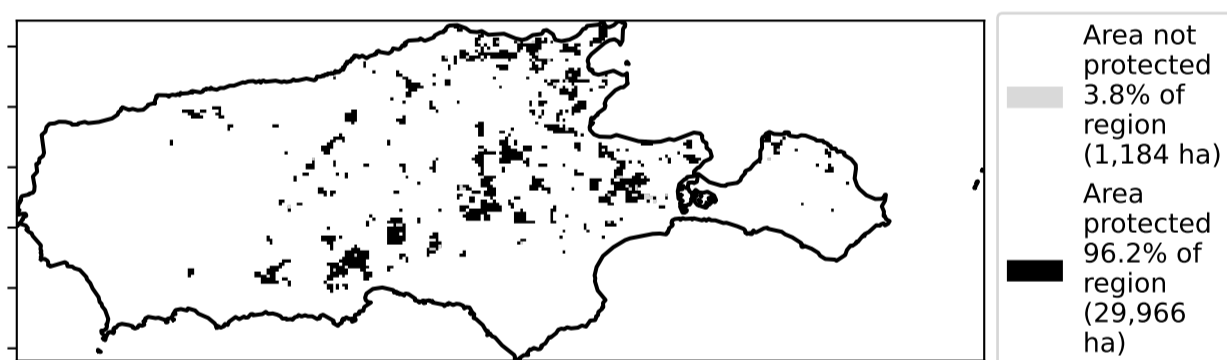 Area not
protected
3.8% of
region
(1,184 ha)
Area
protected
96.2% of
region
(29,966
ha)